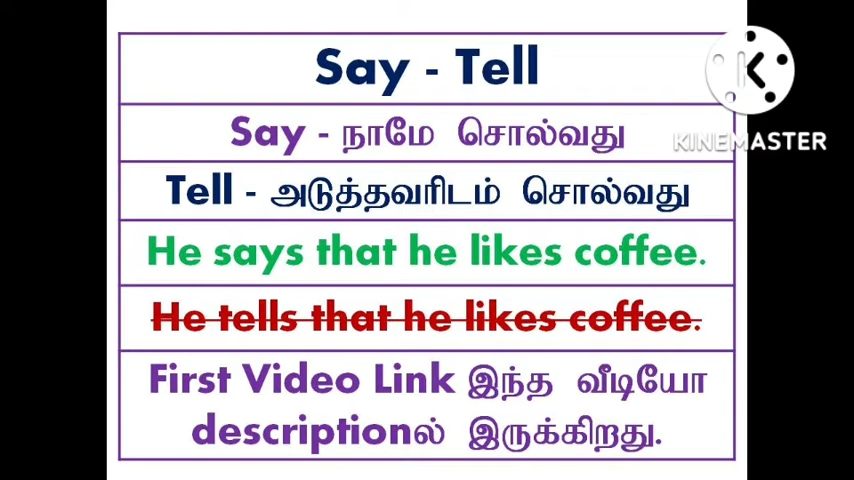 Say - Tell
KINEMASTER
Say - நாமே சொல்வது
Tell - அடுத்தவரிடம் சொல்வது
He says that he likes coffee.
He tells that he likes coffee.
First Video Link இந்த வீடியோ
descriptionல் இருக்கிறது.